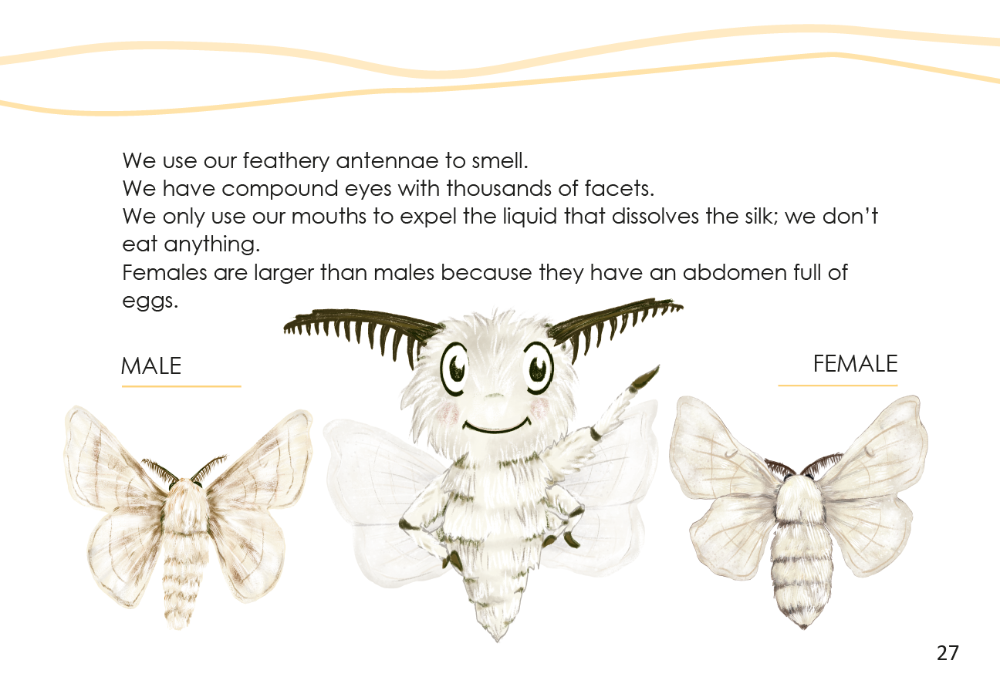 We use our feathery antennae to smell.
We have compound eyes with thousands of facets.
We only use our mouths to expel the liquid that dissolves the silk; we don’t
eat anything.
Females are larger than males because they have an abdomen full of
eggs.
MALE
FEMALE
27